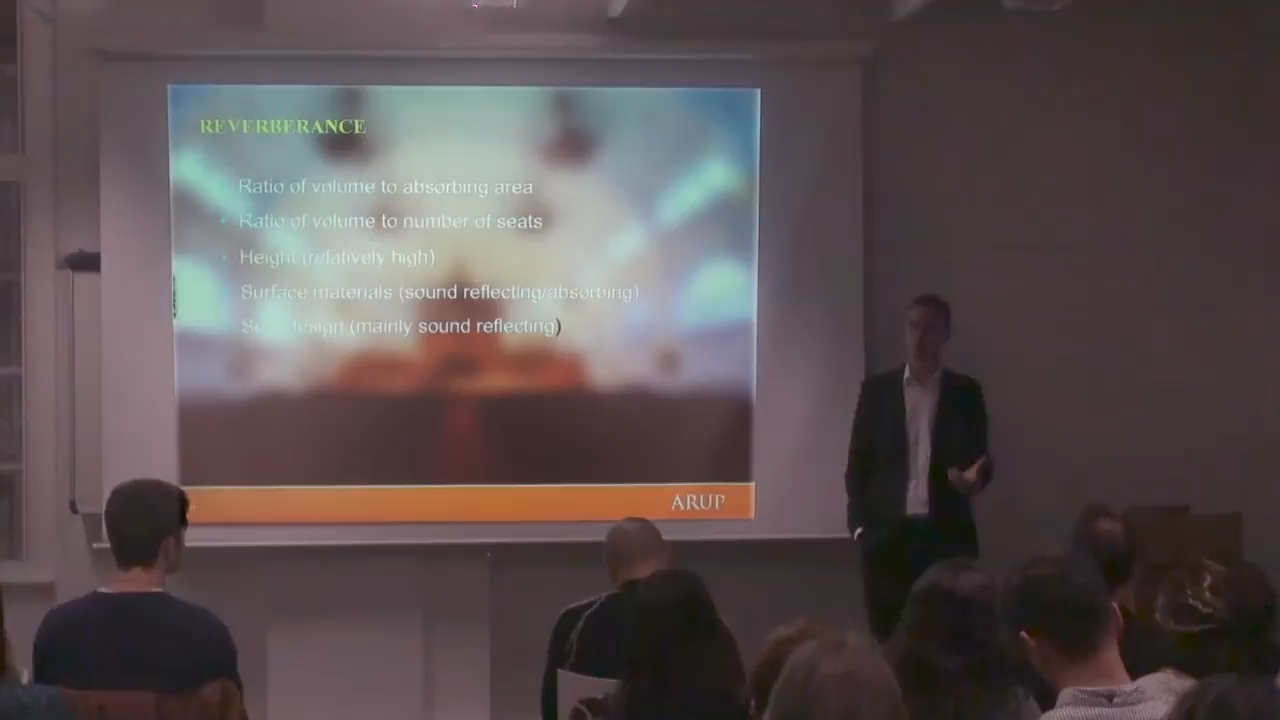 REVERBERANCE
Ratio of volume to absorbing area
• Ratio of volume to number of seats
• Height (relatively high)
Surface materials (sound reflecting/absorbing)
(mainly sound reflecting)
ARUP